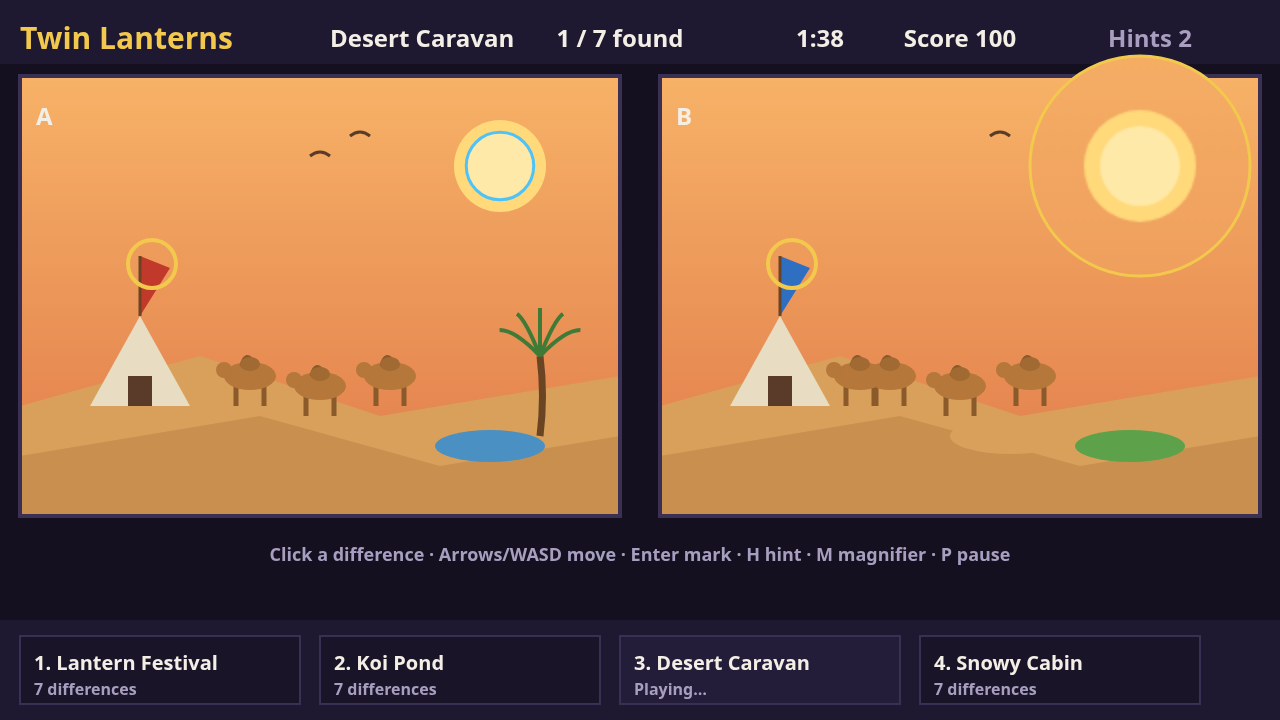 Twin Lanterns
Desert Caravan
1 / 7 found
1:38
Score 100
Hints 2
A
B
Click a difference · Arrows/WASD move · Enter mark · H hint · M magnifier · P pause
1. Lantern Festival
7 differences
2. Koi Pond
7 differences
3. Desert Caravan
Playing...
4. Snowy Cabin
7 differences